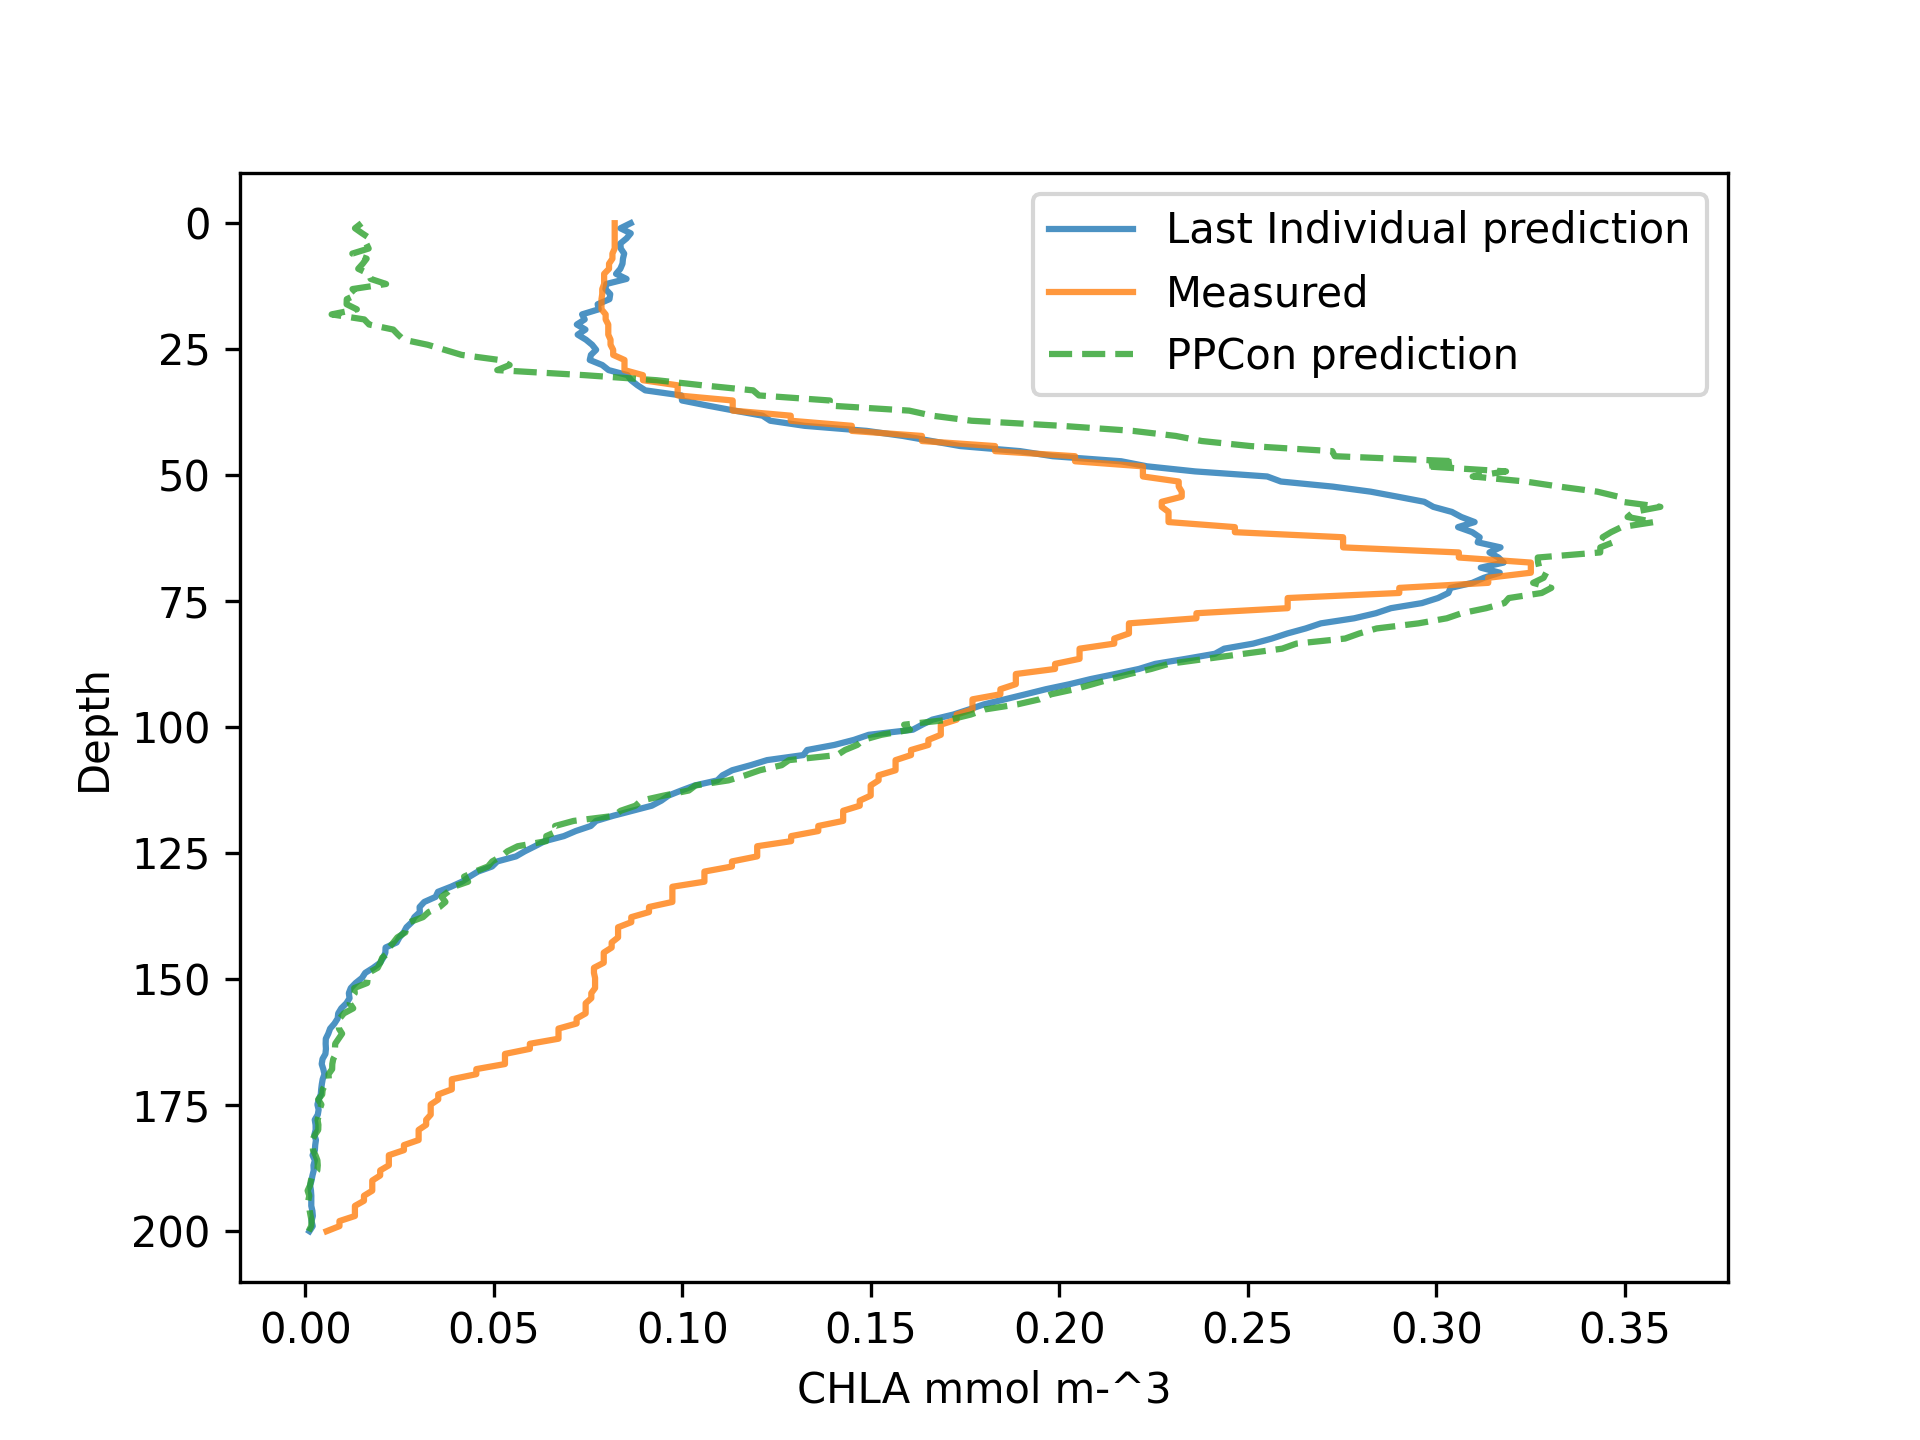 Last Individual prediction
Measured
PPCon prediction
0
25
50
75
100
125
150
175
200
Depth
0.00 0.05 0.10 0.15 0.20 0.25 0.30 0.35
CHLA mmol m-^3